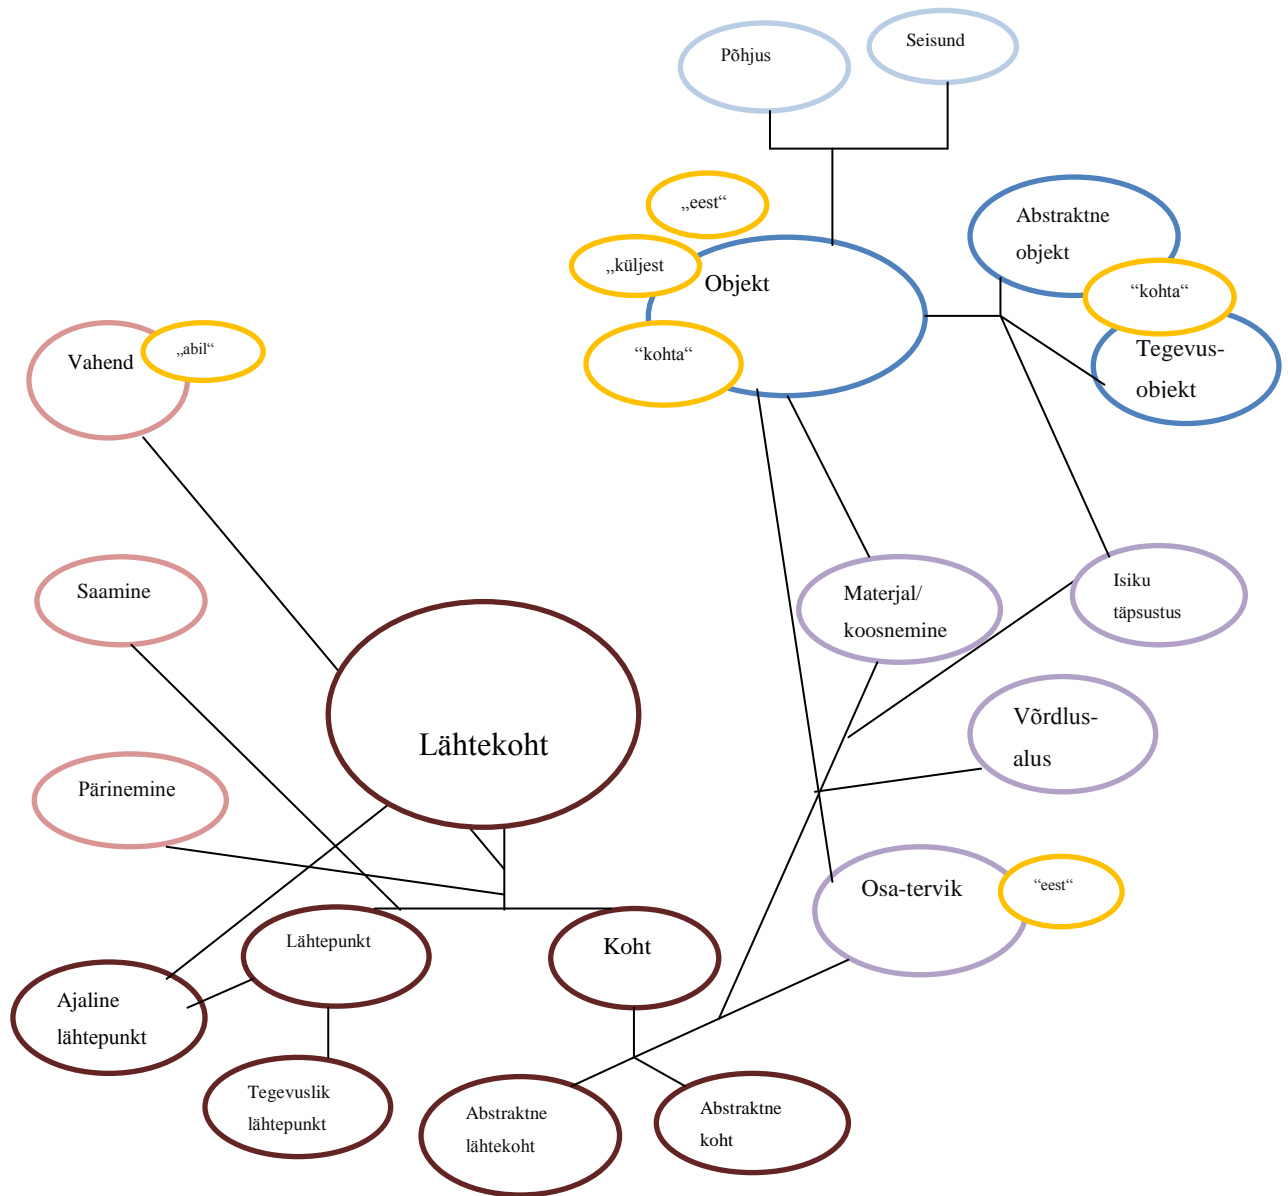 Põhjus
Seisund
„eest“
Abstraktne
objekt
„küljest
Objekt
“kohta“
„abil“
Vahend
“kohta“
Tegevus-
objekt
Saamine
Materjal/
koosnemine
Isiku
täpsustus
Lähtekoht
Võrdlus-
alus
Pärinemine
Osa-tervik
“eest“
Lähtepunkt
Koht
Ajaline
lähtepunkt
Tegevuslik
lähtepunkt
Abstraktne
lähtekoht
Abstraktne
koht